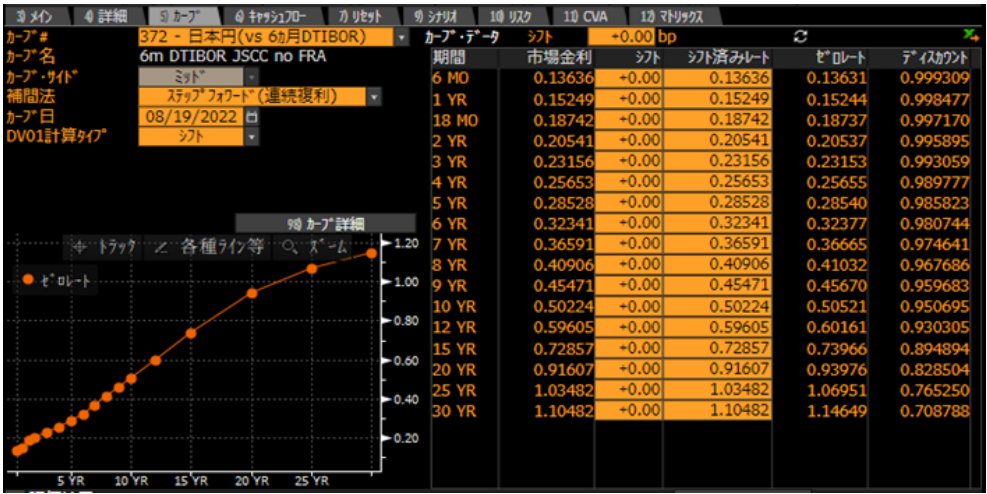 3) メイン 4) 詳細 5) カーブ 6) キャッシュフロー 7) リセット 9) シナリオ 10) リスク 11) CVA 12) マトリックス
カーブ# 372 - 日本円(vs 6ヵ月DTIBOR) カーブ・データ シフト +0.00 bp
カーブ名 6m DTIBOR JSCC no FRA
カーブ・サイド ミッド
補間法 ステップフォワード(連続複利)
カーブ日 08/19/2022
DV01計算タイプ シフト
期間 市場金利 シフト シフト済みレート ゼロレート ディスカウント
6 MO 0.13636 +0.00 0.13636 0.13631 0.999309
1 YR 0.15249 +0.00 0.15249 0.15244 0.998477
18 MO 0.18742 +0.00 0.18742 0.18737 0.997170
2 YR 0.20541 +0.00 0.20541 0.20537 0.995895
3 YR 0.23156 +0.00 0.23156 0.23153 0.993059
4 YR 0.25653 +0.00 0.25653 0.25655 0.989777
5 YR 0.28528 +0.00 0.28528 0.28540 0.985823
6 YR 0.32341 +0.00 0.32341 0.32377 0.980744
7 YR 0.36591 +0.00 0.36591 0.36665 0.974641
8 YR 0.40906 +0.00 0.40906 0.41032 0.967686
9 YR 0.45471 +0.00 0.45471 0.45670 0.959683
10 YR 0.50224 +0.00 0.50224 0.50521 0.950695
12 YR 0.59605 +0.00 0.59605 0.60161 0.930305
15 YR 0.72857 +0.00 0.72857 0.73966 0.894894
20 YR 0.91607 +0.00 0.91607 0.93976 0.828504
25 YR 1.03482 +0.00 1.03482 1.06951 0.765250
30 YR 1.10482 +0.00 1.10482 1.14649 0.708788
98) カーブ詳細
トラック 各種ライン等 ズーム
ゼロレート
1.20
1.00
0.80
0.60
0.40
0.20
5 YR 10 YR 15 YR 20 YR 25 YR